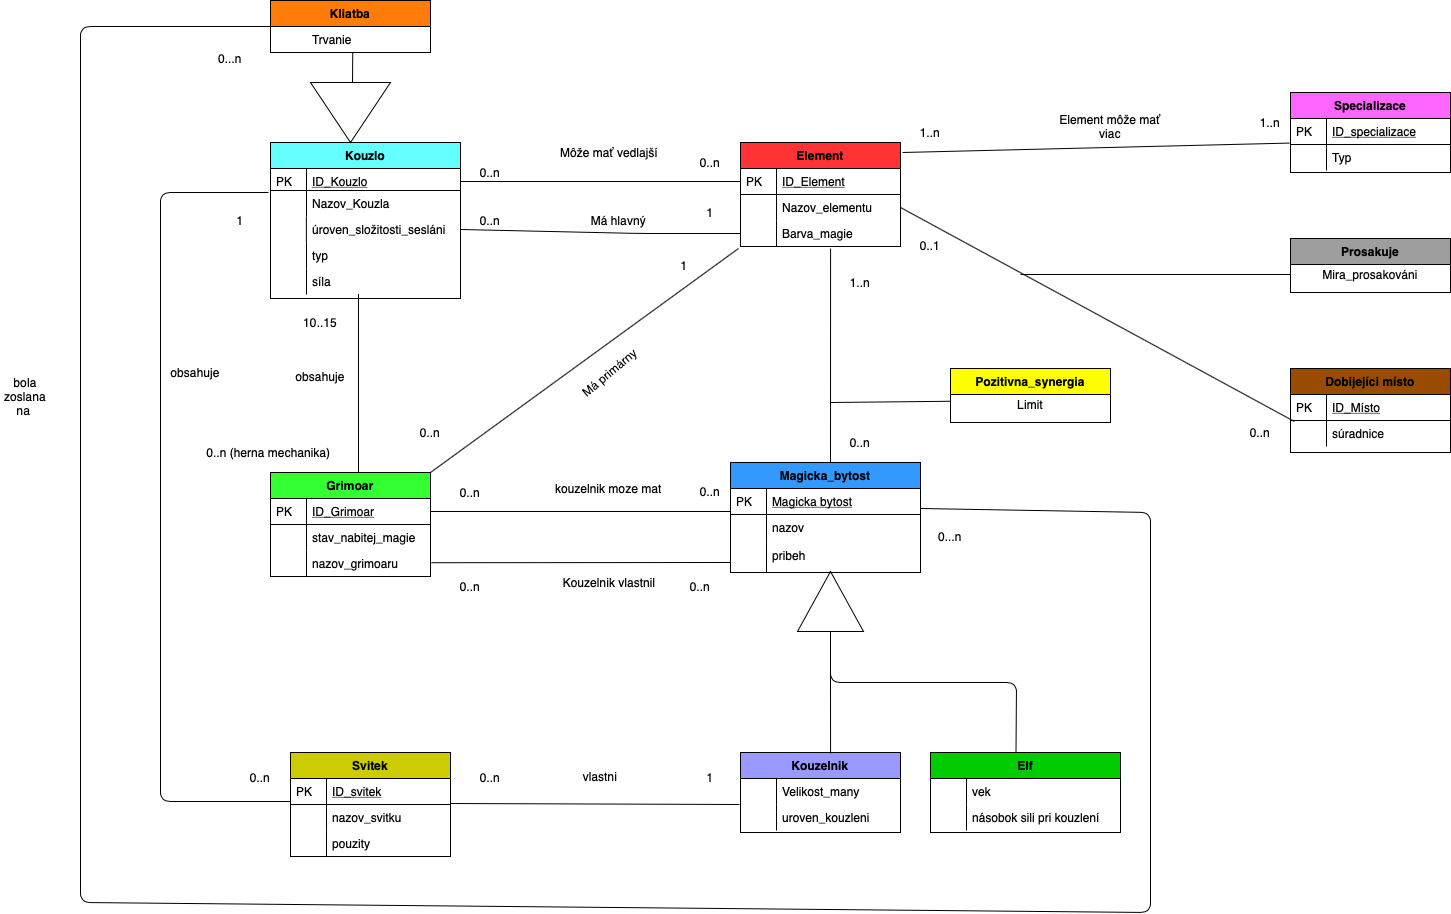 Kliatba
Trvanie
0...n
Kouzlo
PK ID_Kouzlo
Nazov_Kouzla
úroven_složitosti_sesláni
typ
síla
Môže mať vedlajší
0..n
0..n
Má hlavný
0..n
1
Element
PK ID_Element
Nazov_elementu
Barva_magie
1..n
Element môže mať
viac
1..n
Specializace
PK ID_specializace
Typ
1
1
0..1
1..n
Prosakuje
Mira_prosakováni
10..15
obsahuje
obsahuje
Má primárny
bola
zoslana
na
Pozitivna_synergia
Limit
Dobijejíci místo
PK ID_Místo
súradnice
0..n
0..n
0..n
0..n (herna mechanika)
Grimoar
PK ID_Grimoar
stav_nabitej_magie
nazov_grimoaru
0..n
kouzelnik moze mat
0..n
0..n
Kouzelnik vlastnil
0..n
Magicka_bytost
PK Magicka bytost
nazov
pribeh
0...n
Svitek
PK ID_svitek
nazov_svitku
pouzity
0..n
0..n
vlastni
1
Kouzelnik
Velikost_many
uroven_kouzleni
Elf
vek
násobok sili pri kouzlení